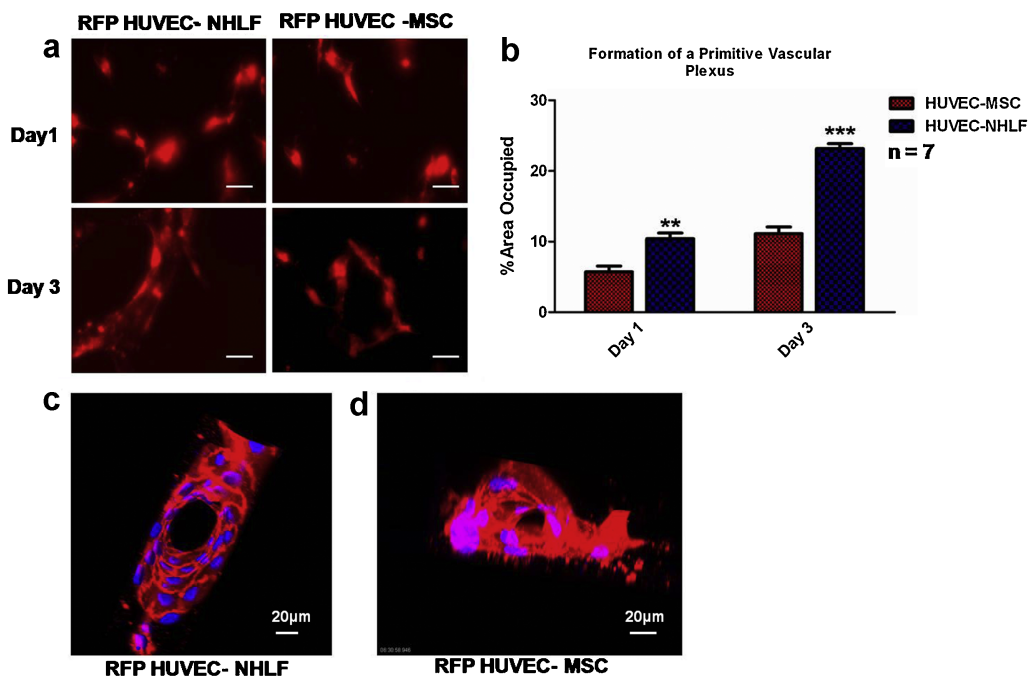 RFP HUVEC- NHLF
RFP HUVEC -MSC
a
Day1
Day 3
b
Formation of a Primitive Vascular
Plexus
% Area Occupied
30
20
10
0
**
***
Day 1
Day 3
HUVEC-MSC
HUVEC-NHLF
n = 7
c
20µm
RFP HUVEC- NHLF
d
20µm
RFP HUVEC- MSC